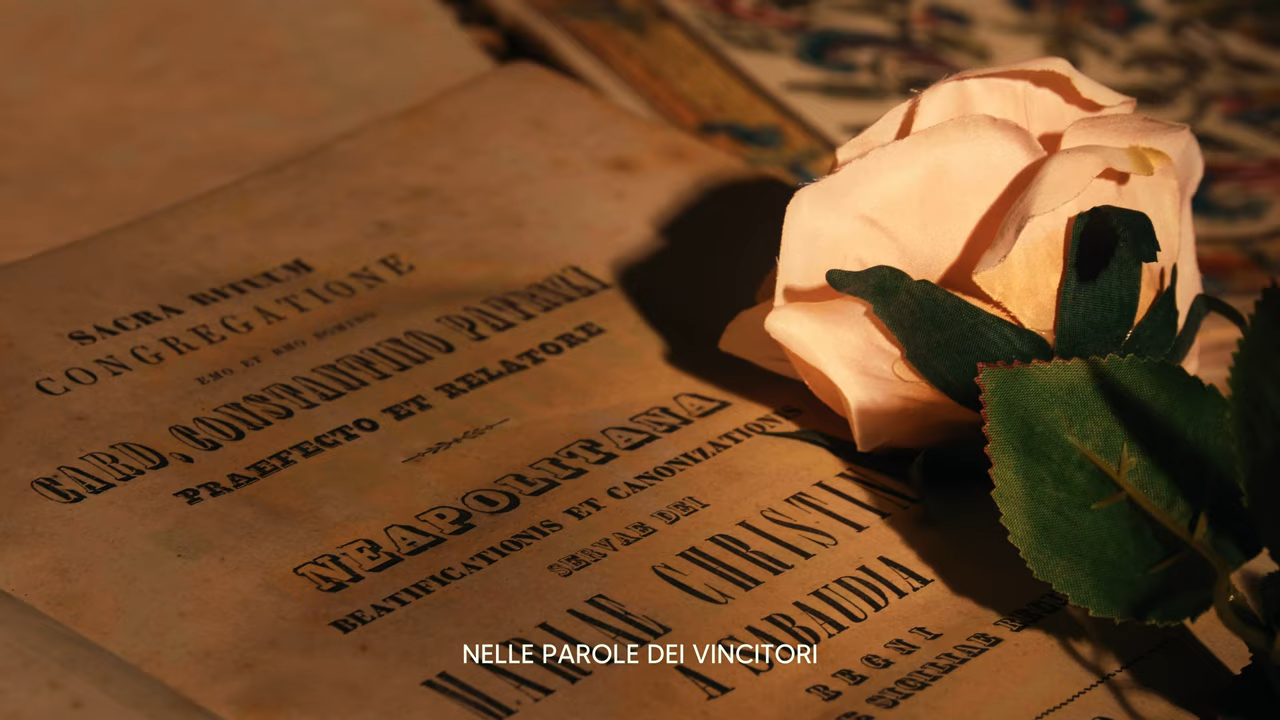 SACRA RITUUM
CONGREGATIONE
EMO ET RMO DOMINO
CARD. CONSTANTINO PATRIZI
PRAEFECTO ET RELATORE
NEAPOLITANA
BEATIFICATIONIS ET CANONIZATIONIS
SERVAE DEI
MARIAE CHRISTINAE
A SABAUDIA
REGNI
SICILIAE
NELLE PAROLE DEI VINCITORI